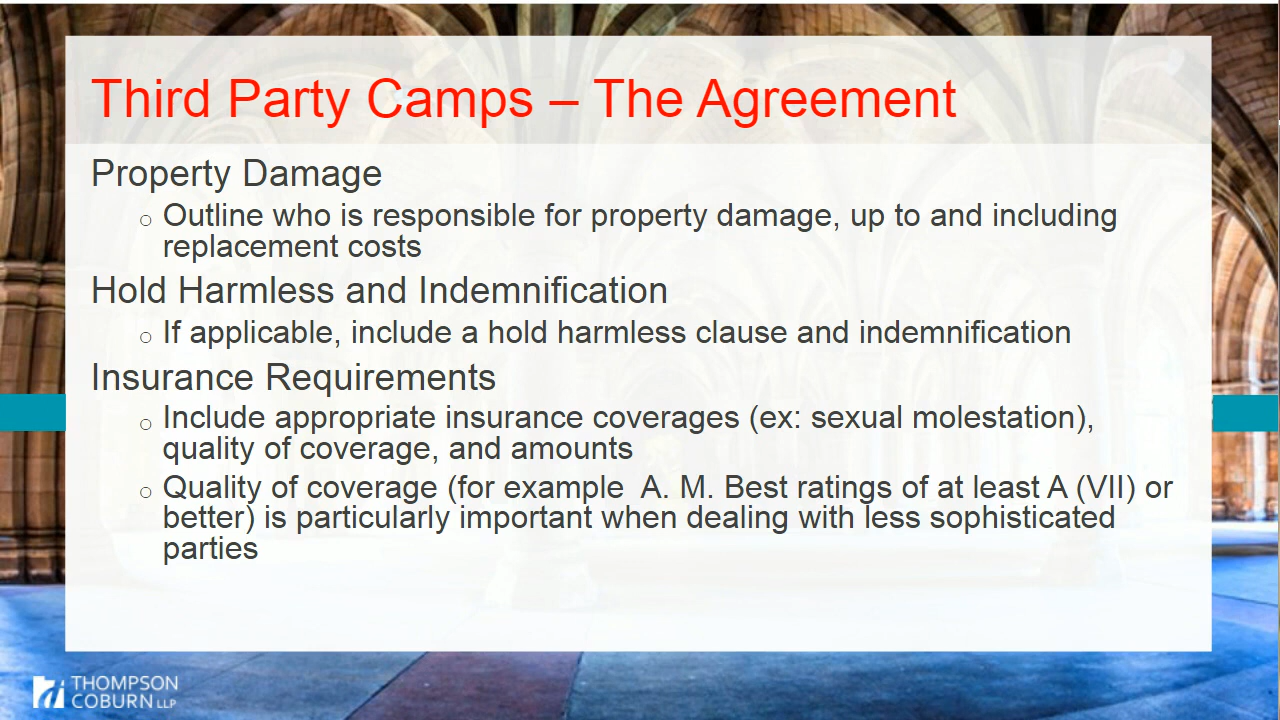 Third Party Camps – The Agreement
Property Damage
○ Outline who is responsible for property damage, up to and including
replacement costs
Hold Harmless and Indemnification
○ If applicable, include a hold harmless clause and indemnification
Insurance Requirements
○ Include appropriate insurance coverages (ex: sexual molestation),
quality of coverage, and amounts
○ Quality of coverage (for example  A. M. Best ratings of at least A (VII) or
better) is particularly important when dealing with less sophisticated
parties
THOMPSON
COBURN LLP